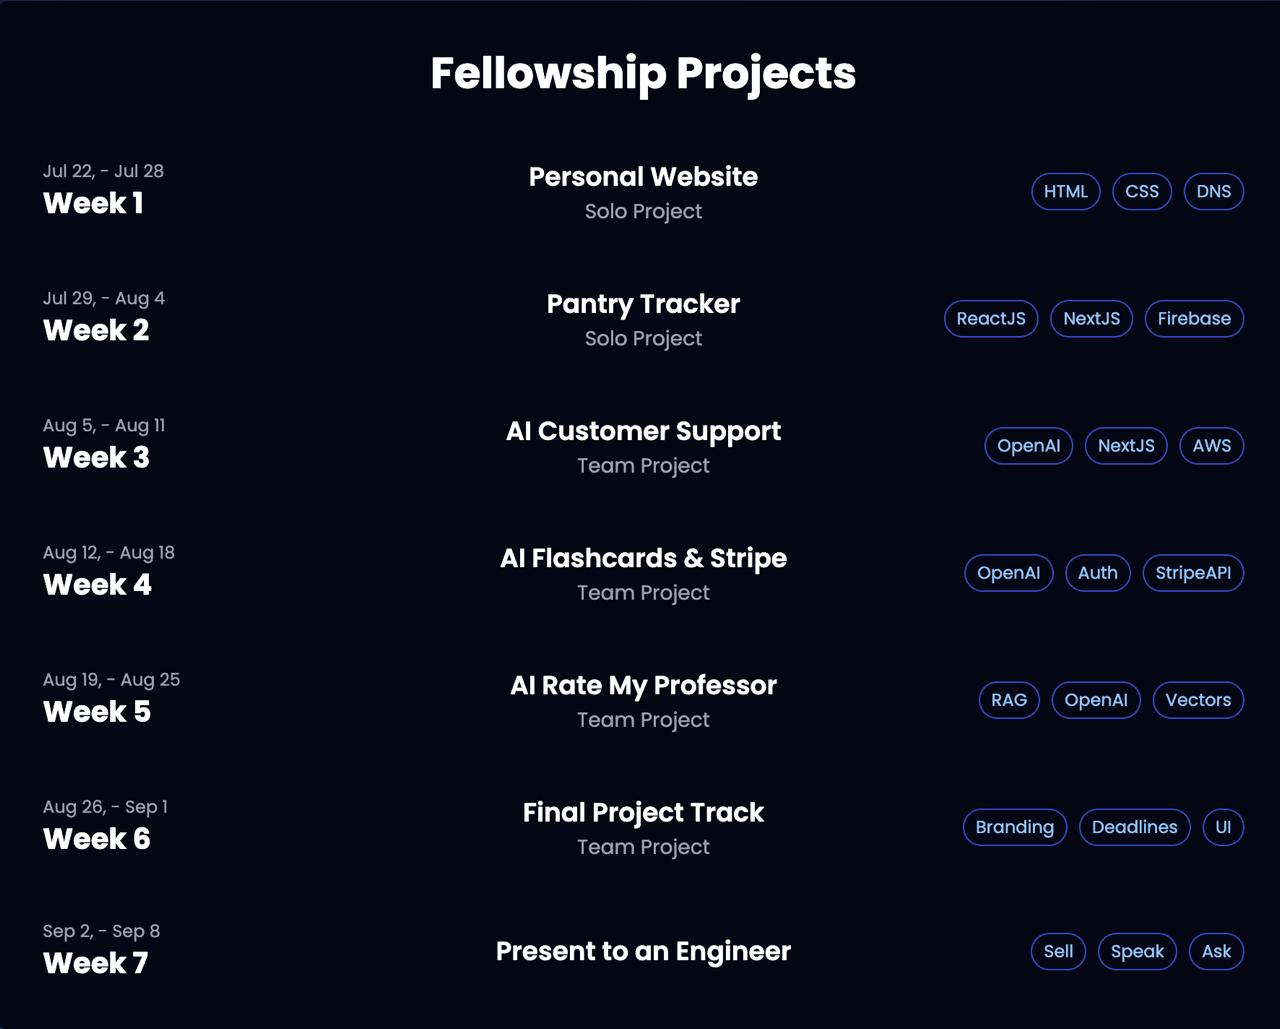 Fellowship Projects
Jul 22, - Jul 28
Week 1
Personal Website
Solo Project
HTML CSS DNS
Jul 29, - Aug 4
Week 2
Pantry Tracker
Solo Project
ReactJS NextJS Firebase
Aug 5, - Aug 11
Week 3
AI Customer Support
Team Project
OpenAI NextJS AWS
Aug 12, - Aug 18
Week 4
AI Flashcards & Stripe
Team Project
OpenAI Auth StripeAPI
Aug 19, - Aug 25
Week 5
AI Rate My Professor
Team Project
RAG OpenAI Vectors
Aug 26, - Sep 1
Week 6
Final Project Track
Team Project
Branding Deadlines UI
Sep 2, - Sep 8
Week 7
Present to an Engineer
Sell Speak Ask